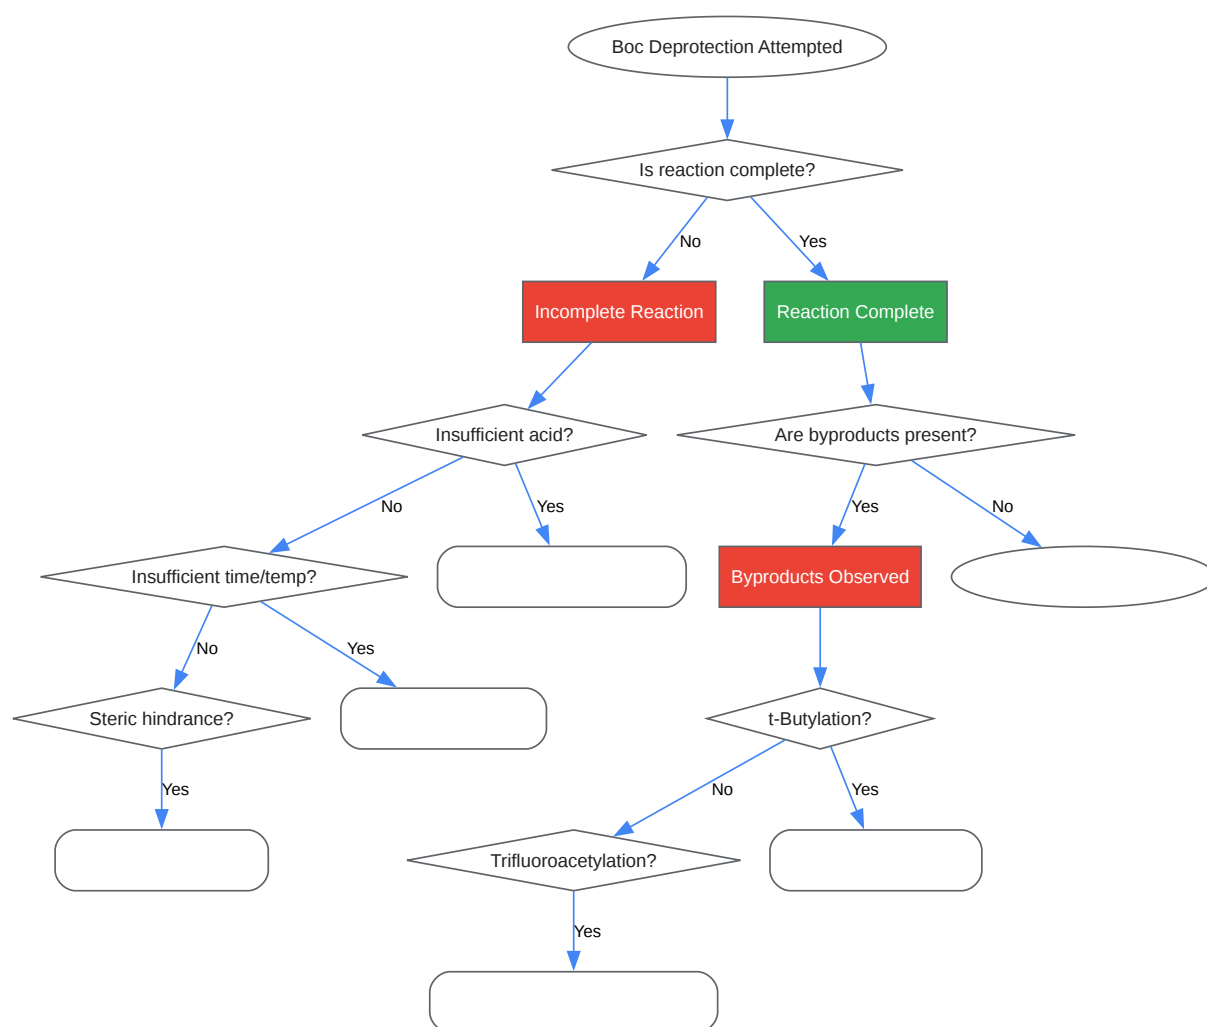 Boc Deprotection Attempted
Is reaction complete?
No
Yes
Incomplete Reaction
Reaction Complete
Insufficient acid?
Are byproducts present?
No
Yes
Yes
No
Insufficient time/temp?
Byproducts Observed
No
Yes
Steric hindrance?
t-Butylation?
Yes
No
Yes
Trifluoroacetylation?
Yes